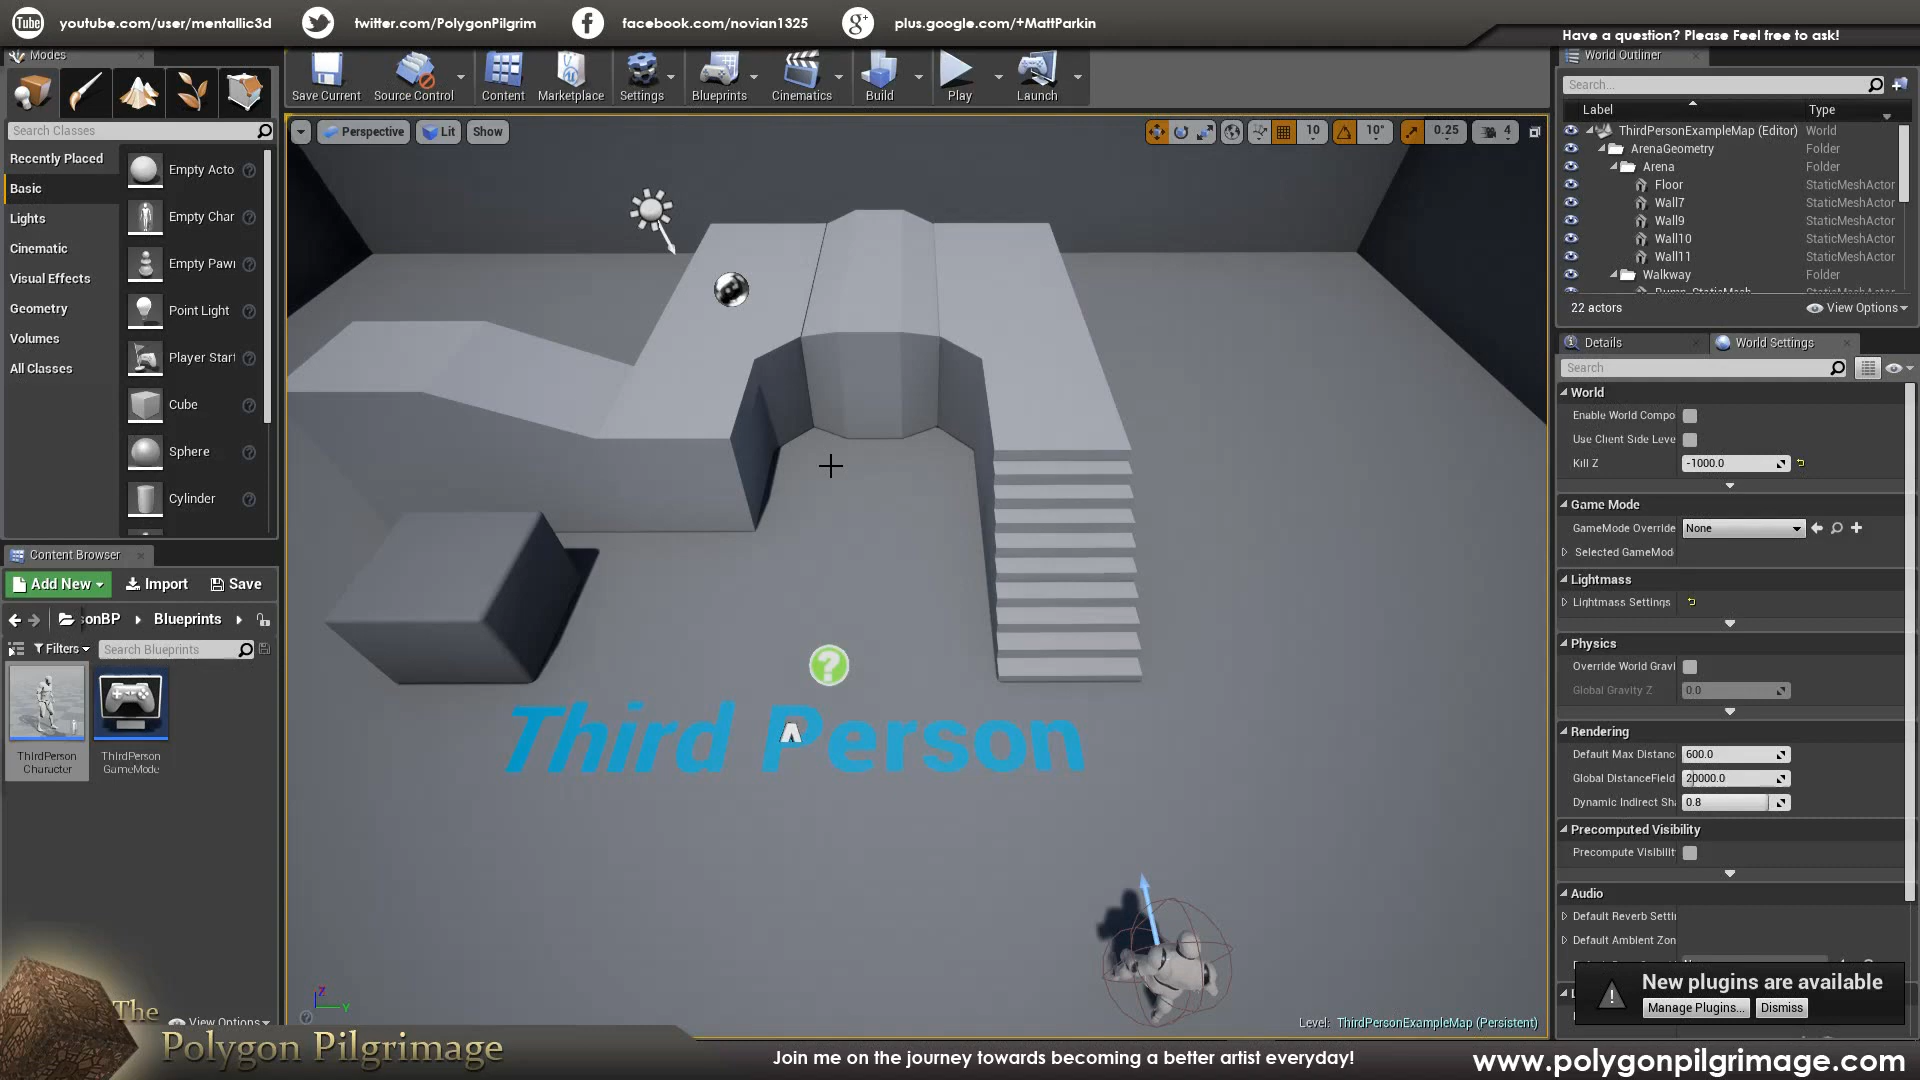 youtube.com/user/mentallic3d
twitter.com/PolygonPilgrim
facebook.com/novian1325
plus.google.com/+MattParkin
Have a question? Please Feel free to ask!
Modes
Search Classes
Recently Placed
Basic
Lights
Cinematic
Visual Effects
Geometry
Volumes
All Classes
Empty Acto
Empty Char
Empty Pawn
Point Light
Player Start
Cube
Sphere
Cylinder
Save Current
Source Control
Content
Marketplace
Settings
Blueprints
Cinematics
Build
Play
Launch
Perspective
Lit
Show
10
10°
0.25
4
Third Person
Level: ThirdPersonExampleMap (Persistent)
World Outliner
Search...
Label Type
ThirdPersonExampleMap (Editor) World
ArenaGeometry Folder
Arena Folder
Floor StaticMeshActor
Wall7 StaticMeshActor
Wall9 StaticMeshActor
Wall10 StaticMeshActor
Wall11 StaticMeshActor
Walkway Folder
Bump_StaticMesh StaticMeshActor
22 actors
View Options
Details
World Settings
Search
World
Enable World Compo
Use Client Side Leve
Kill Z -1000.0
Game Mode
GameMode Override None
Selected GameMod
Lightmass
Lightmass Settings
Physics
Override World Gravi
Global Gravity Z 0.0
Rendering
Default Max Distanc 600.0
Global DistanceField 20000.0
Dynamic Indirect Sha 0.8
Precomputed Visibility
Precompute Visibilit
Audio
Default Reverb Setti
Default Ambient Zon
New plugins are available
Manage Plugins...
Dismiss
Content Browser
Add New
Import
Save
sonBP
Blueprints
Filters
Search Blueprints
ThirdPerson
Character
ThirdPerson
GameMode
View Options
The
Polygon Pilgrimage
Join me on the journey towards becoming a better artist everyday!
www.polygonpilgrimage.com